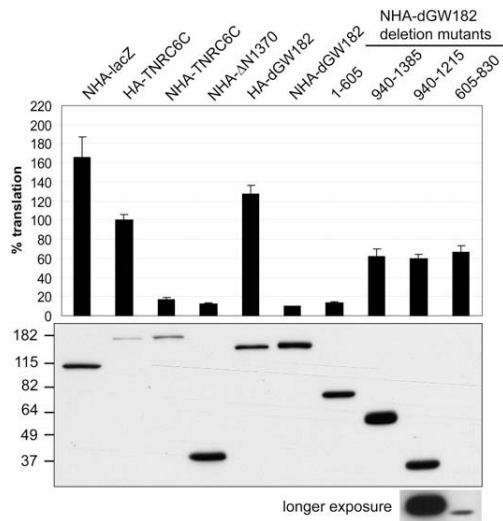 NHA-dGW182
deletion mutants
NHA-lacZ
HA-TNRC6C
NHA-TNRC6C
NHA-ΔN1370
HA-dGW182
NHA-dGW182
1-605
940-1385
940-1215
605-830
% translation
220
200
180
160
140
120
100
80
60
40
20
0
182
115
82
64
49
37
longer exposure